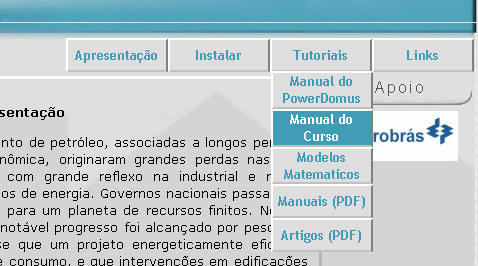 Apresentação Instalar Tutoriais Links
Manual do
PowerDomus
Manual do
Curso
Modelos
Matematicos
Manuais (PDF)
Artigos (PDF)
Apoio
robrás
sentação
nto de petróleo, associadas a longos per
nômica, originaram grandes perdas nas
com grande reflexo na industrial e r
os de energia. Governos nacionais passa
para um planeta de recursos finitos. N
notável progresso foi alcançado por pesq
se que um projeto energeticamente efic
e consumo, e que intervenções em edificações